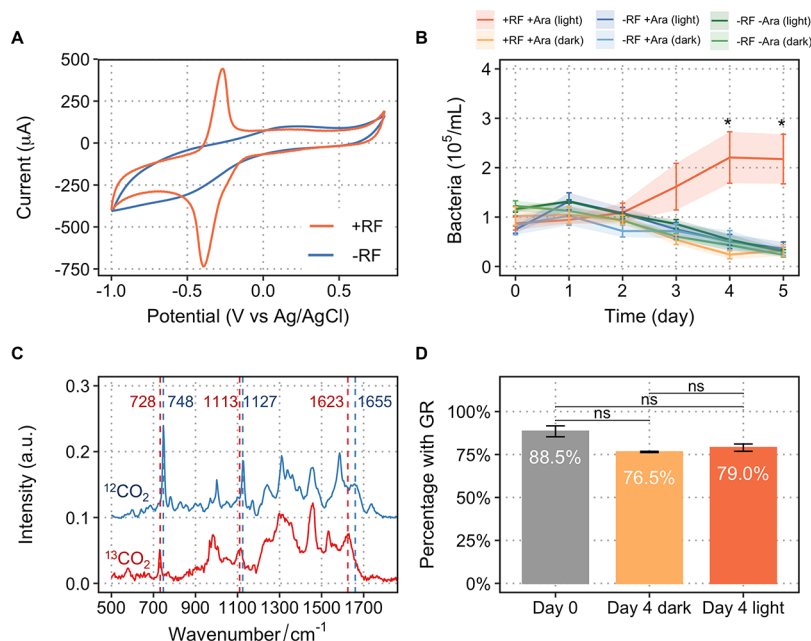 +RF +Ara (light)
-RF +Ara (light)
-RF -Ara (light)
+RF +Ara (dark)
-RF +Ara (dark)
-RF -Ara (dark)
A
500
250
0
-250
-500
-750
Current (µA)
+RF
-RF
-1.0
-0.5
0.0
0.5
Potential (V vs Ag/AgCl)
B
4
3
2
1
0
Bacteria (10⁵/mL)
*
*
0
1
2
3
4
5
Time (day)
C
0.3
0.2
0.1
0.0
Intensity (a.u.)
728
748
1113
1127
1623
1655
¹²CO₂
¹³CO₂
500
700
900
1100
1300
1500
1700
Wavenumber/cm⁻¹
D
100%
75%
50%
25%
0%
Percentage with GR
ns
ns
ns
88.5%
76.5%
79.0%
Day 0
Day 4 dark
Day 4 light